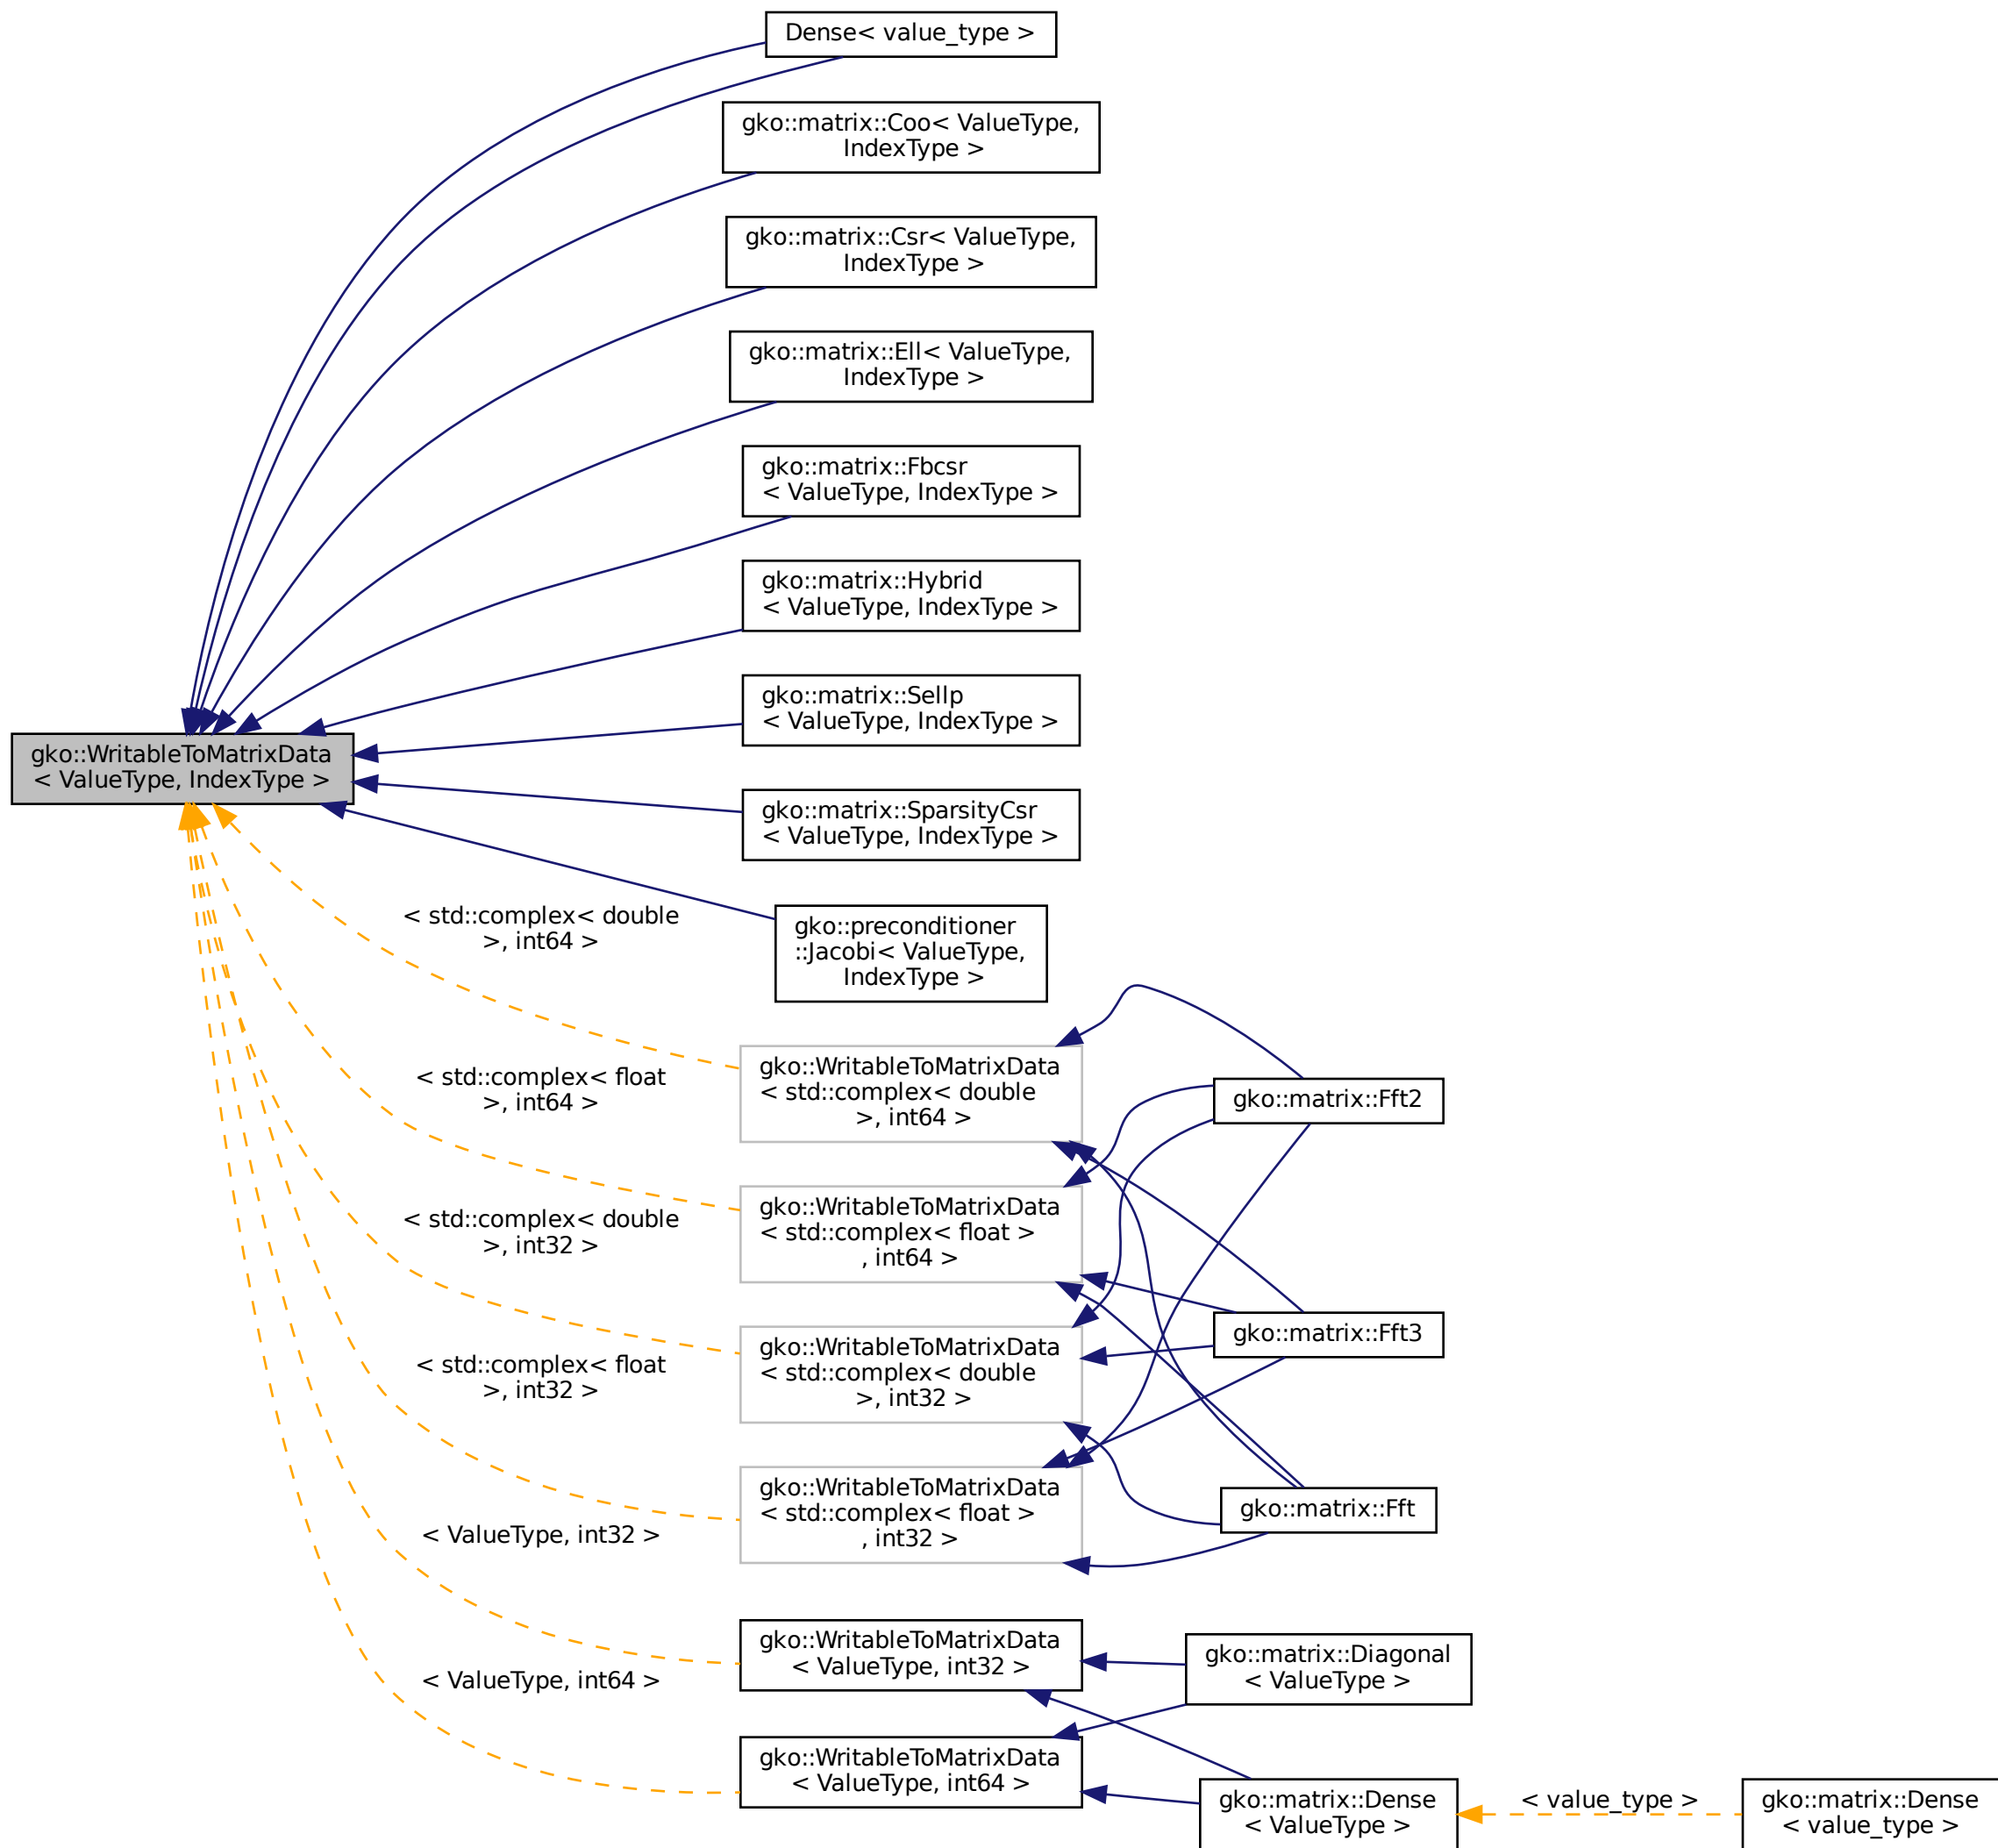 Dense< value_type >
gko::matrix::Coo< ValueType,
IndexType >
gko::matrix::Csr< ValueType,
IndexType >
gko::matrix::Ell< ValueType,
IndexType >
gko::matrix::Fbcsr
< ValueType, IndexType >
gko::matrix::Hybrid
< ValueType, IndexType >
gko::matrix::Sellp
< ValueType, IndexType >
gko::WritableToMatrixData
< ValueType, IndexType >
gko::matrix::SparsityCsr
< ValueType, IndexType >
gko::preconditioner
::Jacobi< ValueType,
IndexType >
< std::complex< double
>, int64 >
gko::WritableToMatrixData
< std::complex< double
>, int64 >
< std::complex< float
>, int64 >
gko::matrix::Fft2
gko::WritableToMatrixData
< std::complex< float >
, int64 >
< std::complex< double
>, int32 >
gko::matrix::Fft3
gko::WritableToMatrixData
< std::complex< double
>, int32 >
< std::complex< float
>, int32 >
gko::WritableToMatrixData
< std::complex< float >
, int32 >
gko::matrix::Fft
< ValueType, int32 >
gko::WritableToMatrixData
< ValueType, int32 >
gko::matrix::Diagonal
< ValueType >
< ValueType, int64 >
gko::WritableToMatrixData
< ValueType, int64 >
gko::matrix::Dense
< ValueType >
< value_type >
gko::matrix::Dense
< value_type >